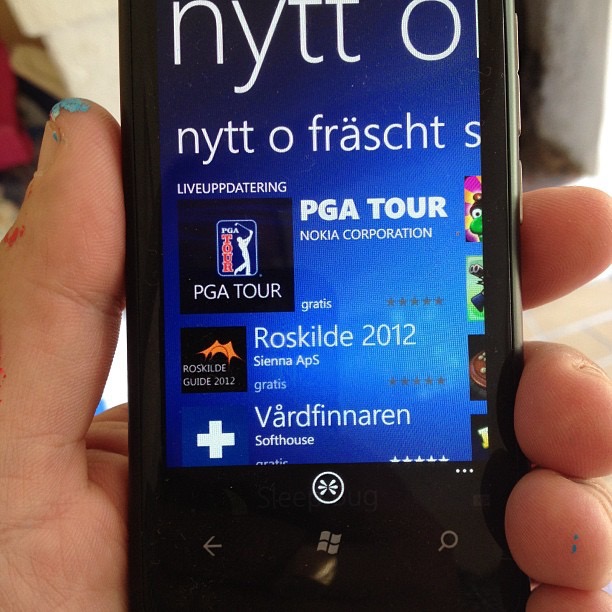 nytt o
nytt o fräscht s
LIVEUPPDATERING
PGA TOUR
NOKIA CORPORATION
PGA
TOUR
PGA TOUR
gratis
Roskilde 2012
Sienna ApS
gratis
ROSKILDE
GUIDE 2012
Vårdfinnaren
Softhouse
gratis